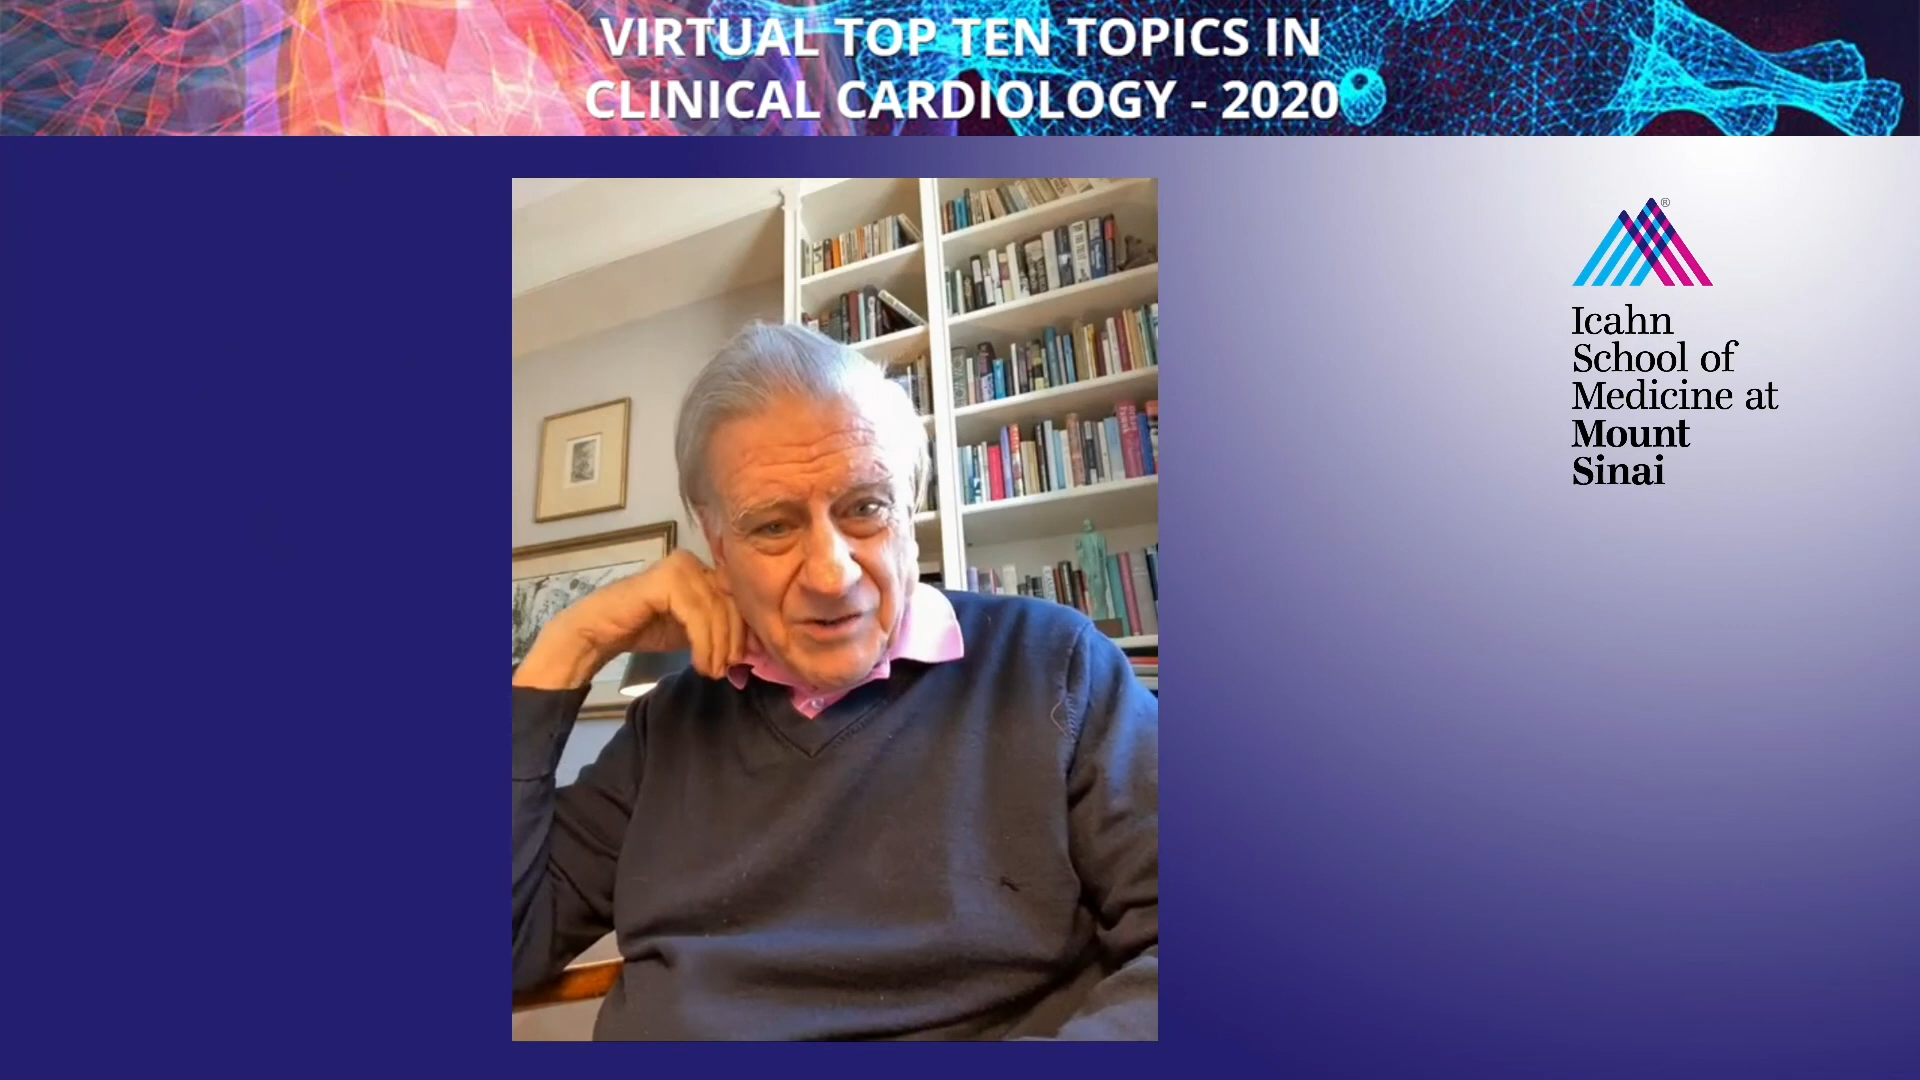 VIRTUAL TOP TEN TOPICS IN
CLINICAL CARDIOLOGY - 2020
®
Icahn
School of
Medicine at
Mount
Sinai